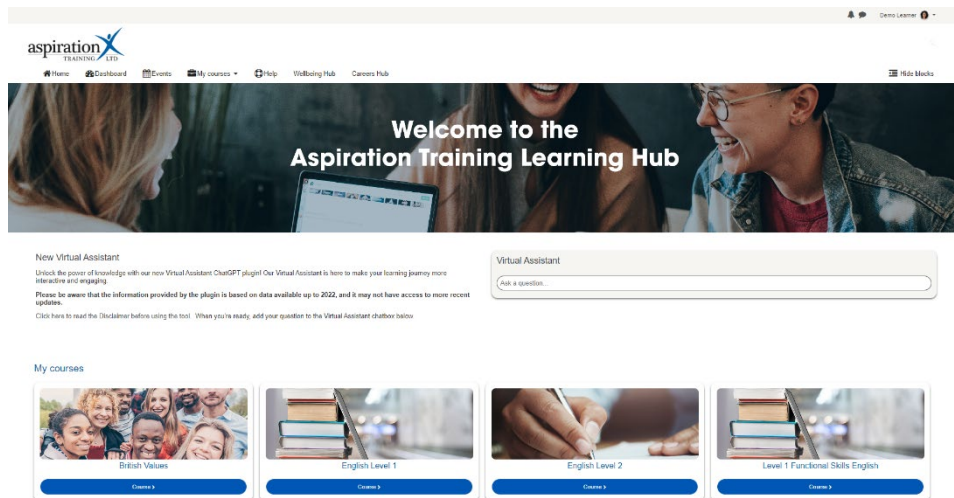 Demo Learner
aspiration
TRAINING LTD
Home Dashboard Events My courses Help Wellbeing Hub Careers Hub Hide blocks
Welcome to the
Aspiration Training Learning Hub
New Virtual Assistant
Unlock the power of knowledge with our new Virtual Assistant ChatGPT plugin! Our Virtual Assistant is here to make your learning journey more
interactive and engaging.
Please be aware that the information provided by the plugin is based on data available up to 2022, and it may not have access to more recent
updates.
Click here to read the Disclaimer before using the tool. When you're ready, add your question to the Virtual Assistant chatbox below
Virtual Assistant
Ask a question...
My courses
British Values
English Level 1
English Level 2
Level 1 Functional Skills English
Course >
Course >
Course >
Course >